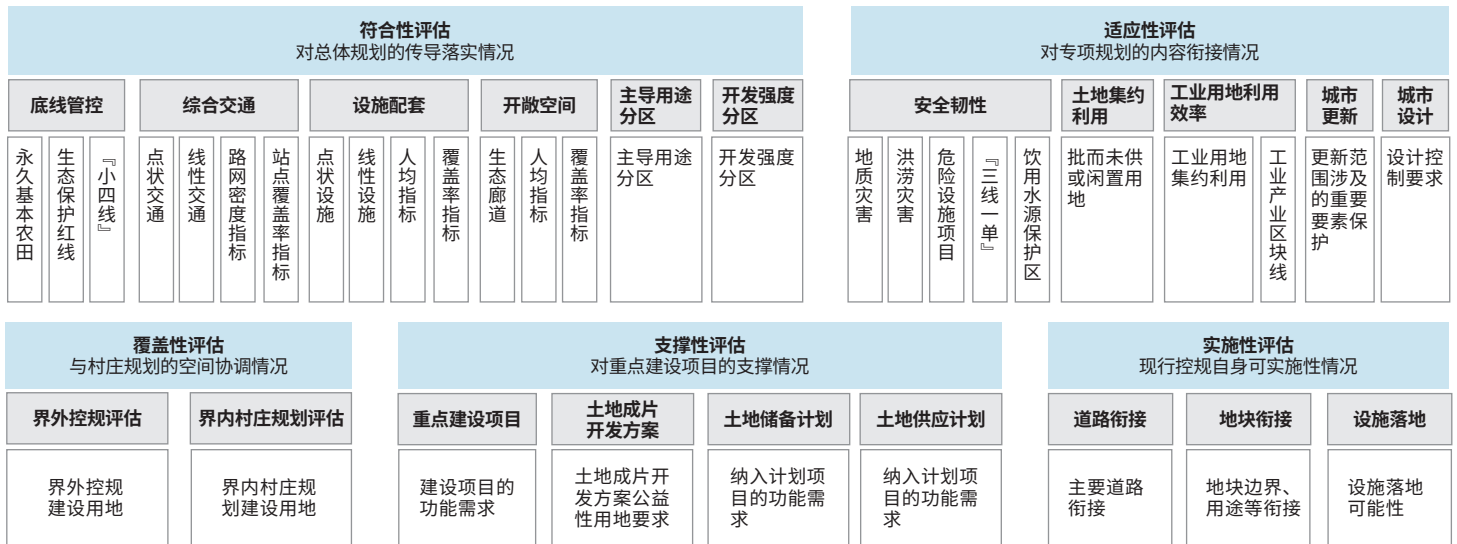 符合性评估
对总体规划的传导落实情况
底线管控
综合交通
设施配套
开敞空间
主导用途
分区
开发强度
分区
永久基本农田
生态保护红线
『小四线』
点状交通
线性交通
路网密度指标
站点覆盖率指标
点状设施
线性设施
人均指标
覆盖率指标
生态廊道
人均指标
覆盖率指标
主导用途
分区
开发强度
分区
适应性评估
对专项规划的内容衔接情况
安全韧性
土地集约
利用
工业用地利用
效率
城市
更新
城市
设计
地质灾害
洪涝灾害
危险设施项目
『三线一单』
饮用水源保护区
批而未供
或闲置用
地
工业用地
集约利用
工业产业区块线
更新范
围涉及
的重要
要素保
护
设计控
制要求
覆盖性评估
与村庄规划的空间协调情况
界外控规评估
界内村庄规划评估
界外控规
建设用地
界内村庄规
划建设用地
支撑性评估
对重点建设项目的支撑情况
重点建设项目
土地成片
开发方案
土地储备计划
土地供应计划
建设项目的
功能需求
土地成片开
发方案公益
性用地要求
纳入计划项
目的功能需
求
纳入计划项
目的功能需
求
实施性评估
现行控规自身可实施性情况
道路衔接
地块衔接
设施落地
主要道路
衔接
地块边界、
用途等衔接
设施落地
可能性